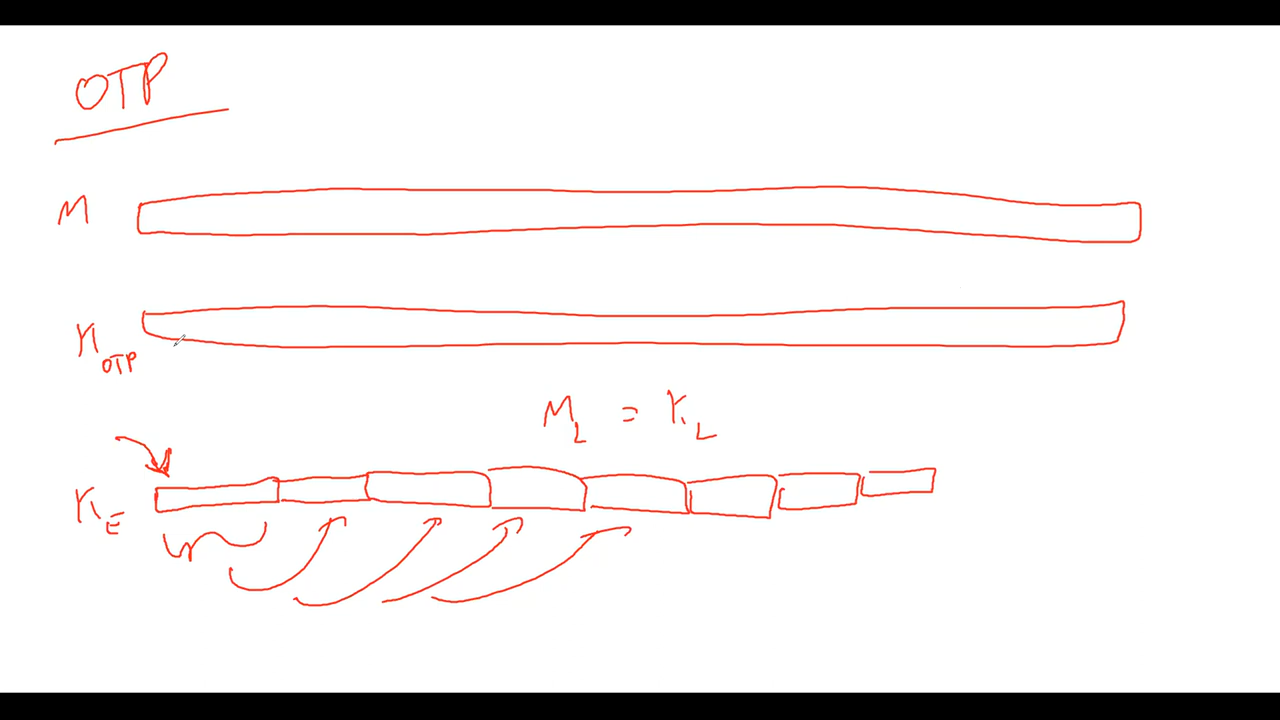 OTP
M
K OTP
M L = K L
K E